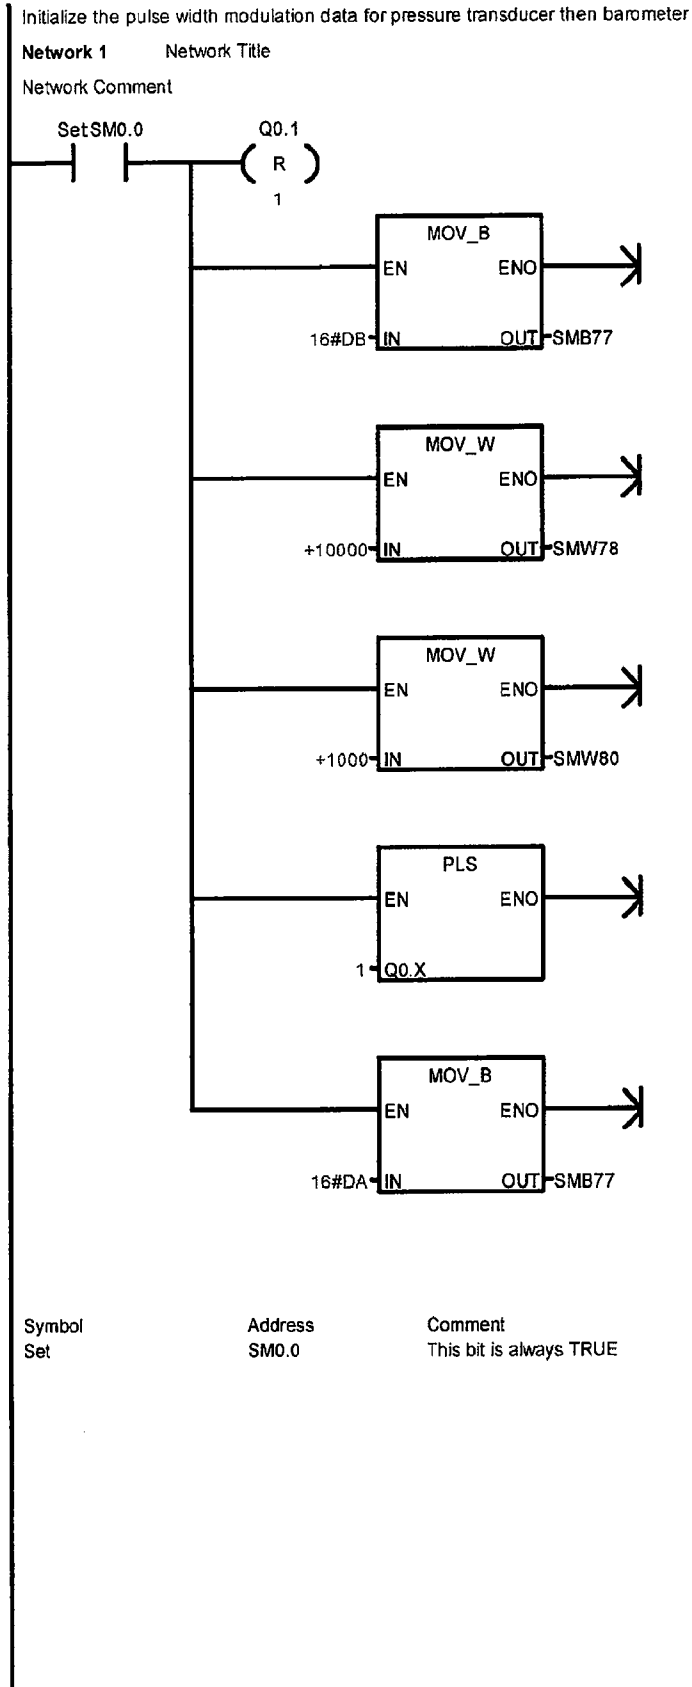 Initialize the pulse width modulation data for pressure transducer then barometer
Network 1 Network Title
Network Comment
SetSM0.0 Q0.1
R
1
MOV_B
EN ENO
16#DB IN OUT SMB77
MOV_W
EN ENO
+10000 IN OUT SMW78
MOV_W
EN ENO
+1000 IN OUT SMW80
PLS
EN ENO
1 Q0.X
MOV_B
EN ENO
16#DA IN OUT SMB77
Symbol Address Comment
Set SM0.0 This bit is always TRUE